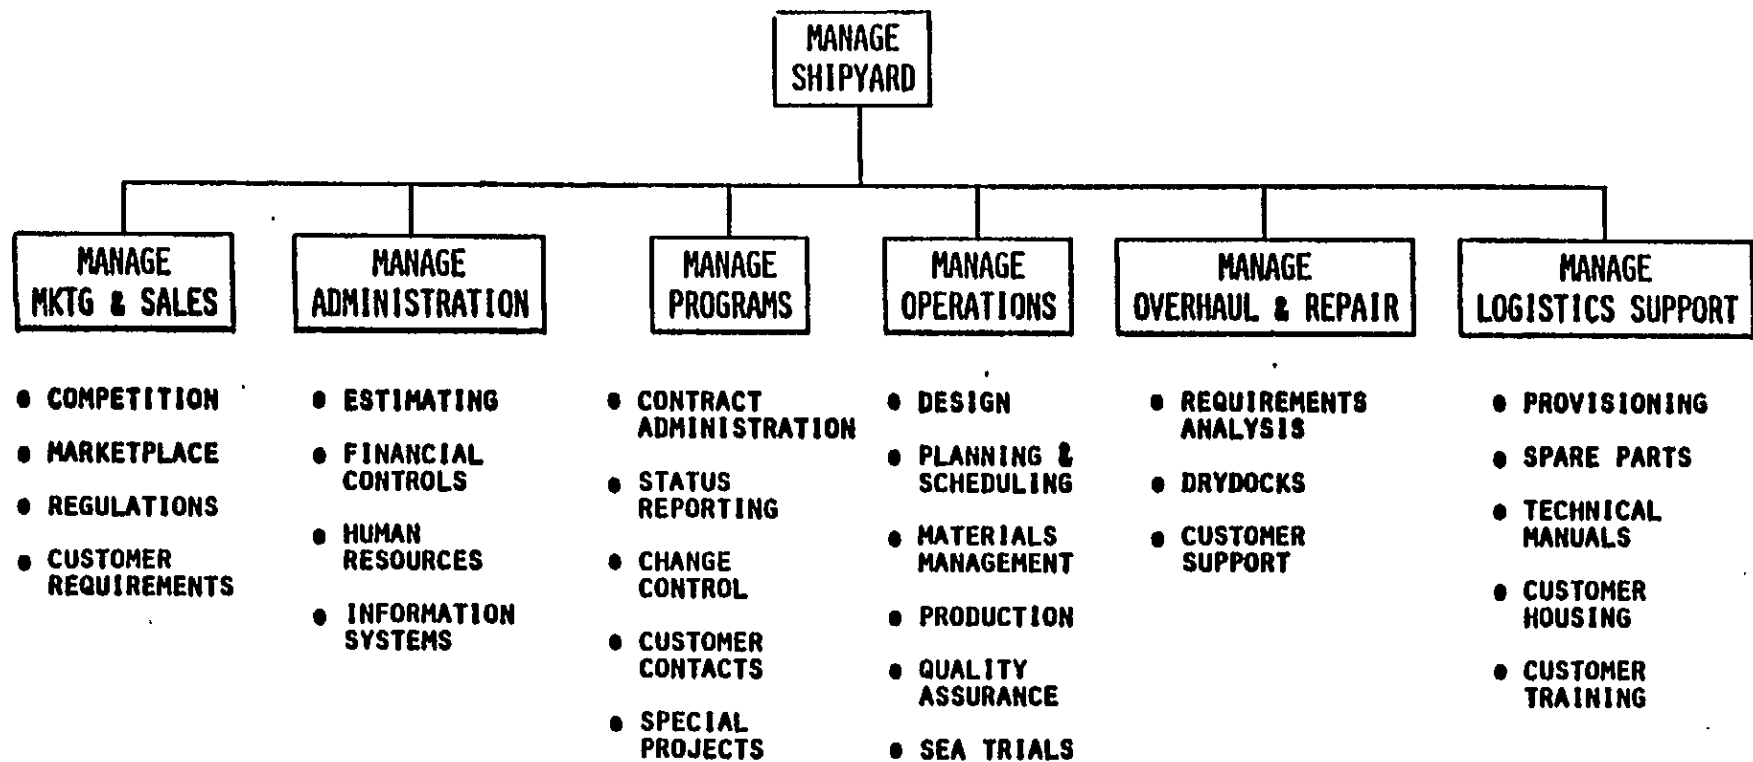 MANAGE
SHIPYARD
MANAGE
MKTG & SALES
MANAGE
ADMINISTRATION
MANAGE
PROGRAMS
MANAGE
OPERATIONS
MANAGE
OVERHAUL & REPAIR
MANAGE
LOGISTICS SUPPORT
● COMPETITION
● MARKETPLACE
● REGULATIONS
● CUSTOMER
REQUIREMENTS
● ESTIMATING
● FINANCIAL
CONTROLS
● HUMAN
RESOURCES
● INFORMATION
SYSTEMS
● CONTRACT
ADMINISTRATION
● STATUS
REPORTING
● CHANGE
CONTROL
● CUSTOMER
CONTACTS
● SPECIAL
PROJECTS
● DESIGN
● PLANNING &
SCHEDULING
● MATERIALS
MANAGEMENT
● PRODUCTION
● QUALITY
ASSURANCE
● SEA TRIALS
● REQUIREMENTS
ANALYSIS
● DRYDOCKS
● CUSTOMER
SUPPORT
● PROVISIONING
● SPARE PARTS
● TECHNICAL
MANUALS
● CUSTOMER
HOUSING
● CUSTOMER
TRAINING